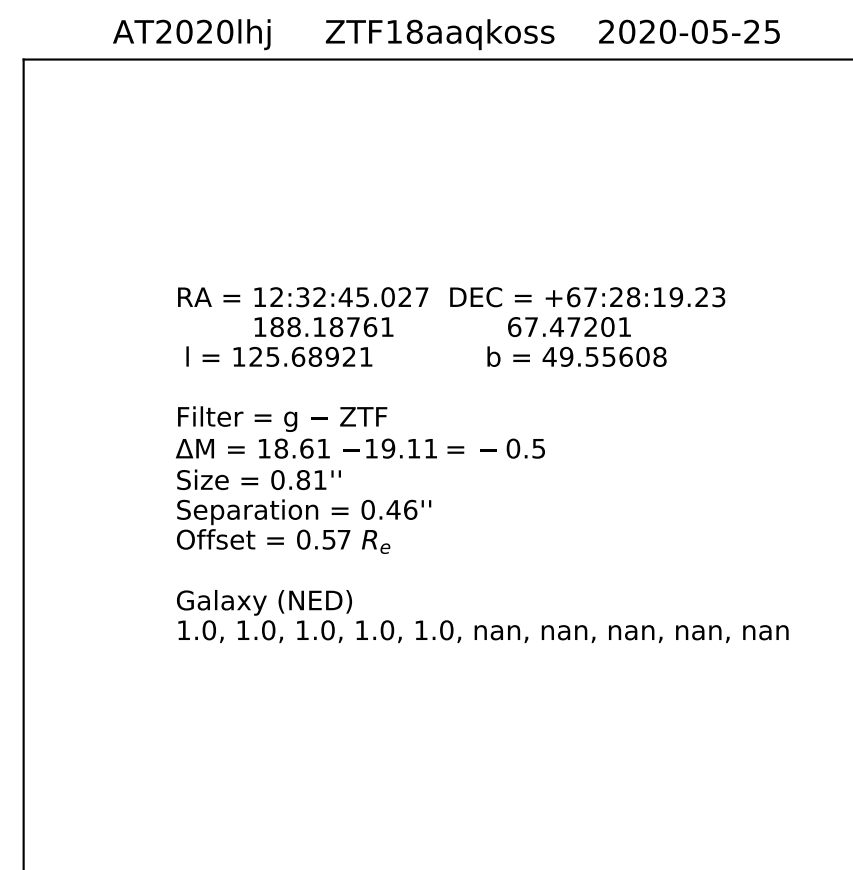 AT2020lhj ZTF18aaqkoss 2020-05-25
RA = 12:32:45.027 DEC = +67:28:19.23
188.18761 67.47201
l = 125.68921 b = 49.55608
Filter = g − ZTF
ΔM = 18.61 −19.11 = − 0.5
Size = 0.81''
Separation = 0.46''
Offset = 0.57 Re
Galaxy (NED)
1.0, 1.0, 1.0, 1.0, 1.0, nan, nan, nan, nan, nan